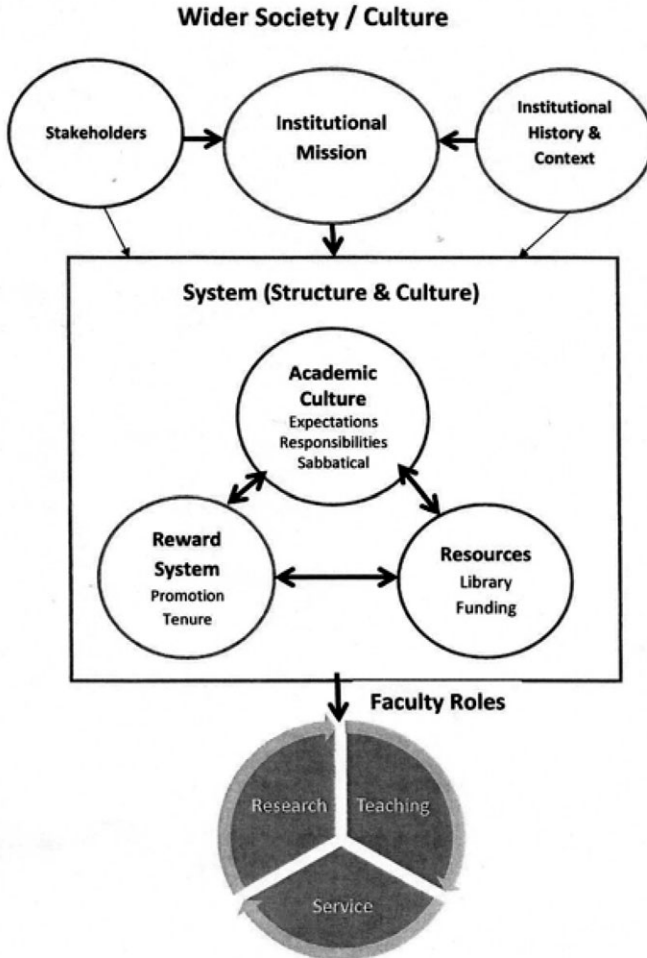 Wider Society / Culture
Stakeholders
Institutional
Mission
Institutional
History &
Context
System (Structure & Culture)
Academic
Culture
Expectations
Responsibilities
Sabbatical
Reward
System
Promotion
Tenure
Resources
Library
Funding
Faculty Roles
Research
Teaching
Service